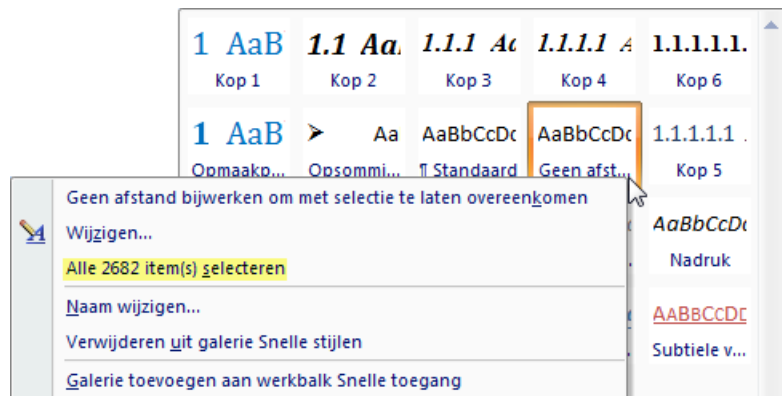 1 AaB 1.1 Aa 1.1.1 1.1.1.1 1.1.1.1.1.
Kop 1 Kop 2 Kop 3 Kop 4 Kop 6
1 AaB ➤ Aa AaBbCcDc AaBbCcDc 1.1.1.1.1
Opmaakp... Opsommi... ¶ Standaard Geen afst... Kop 5
Geen afstand bijwerken om met selectie te laten overeenkomen
Wijzigen...
AaBbCcDc
Alle 2682 item(s) selecteren
Nadruk
Naam wijzigen...
AABBCCDD
Verwijderen uit galerie Snelle stijlen
Subtiele v...
Galerie toevoegen aan werkbalk Snelle toegang